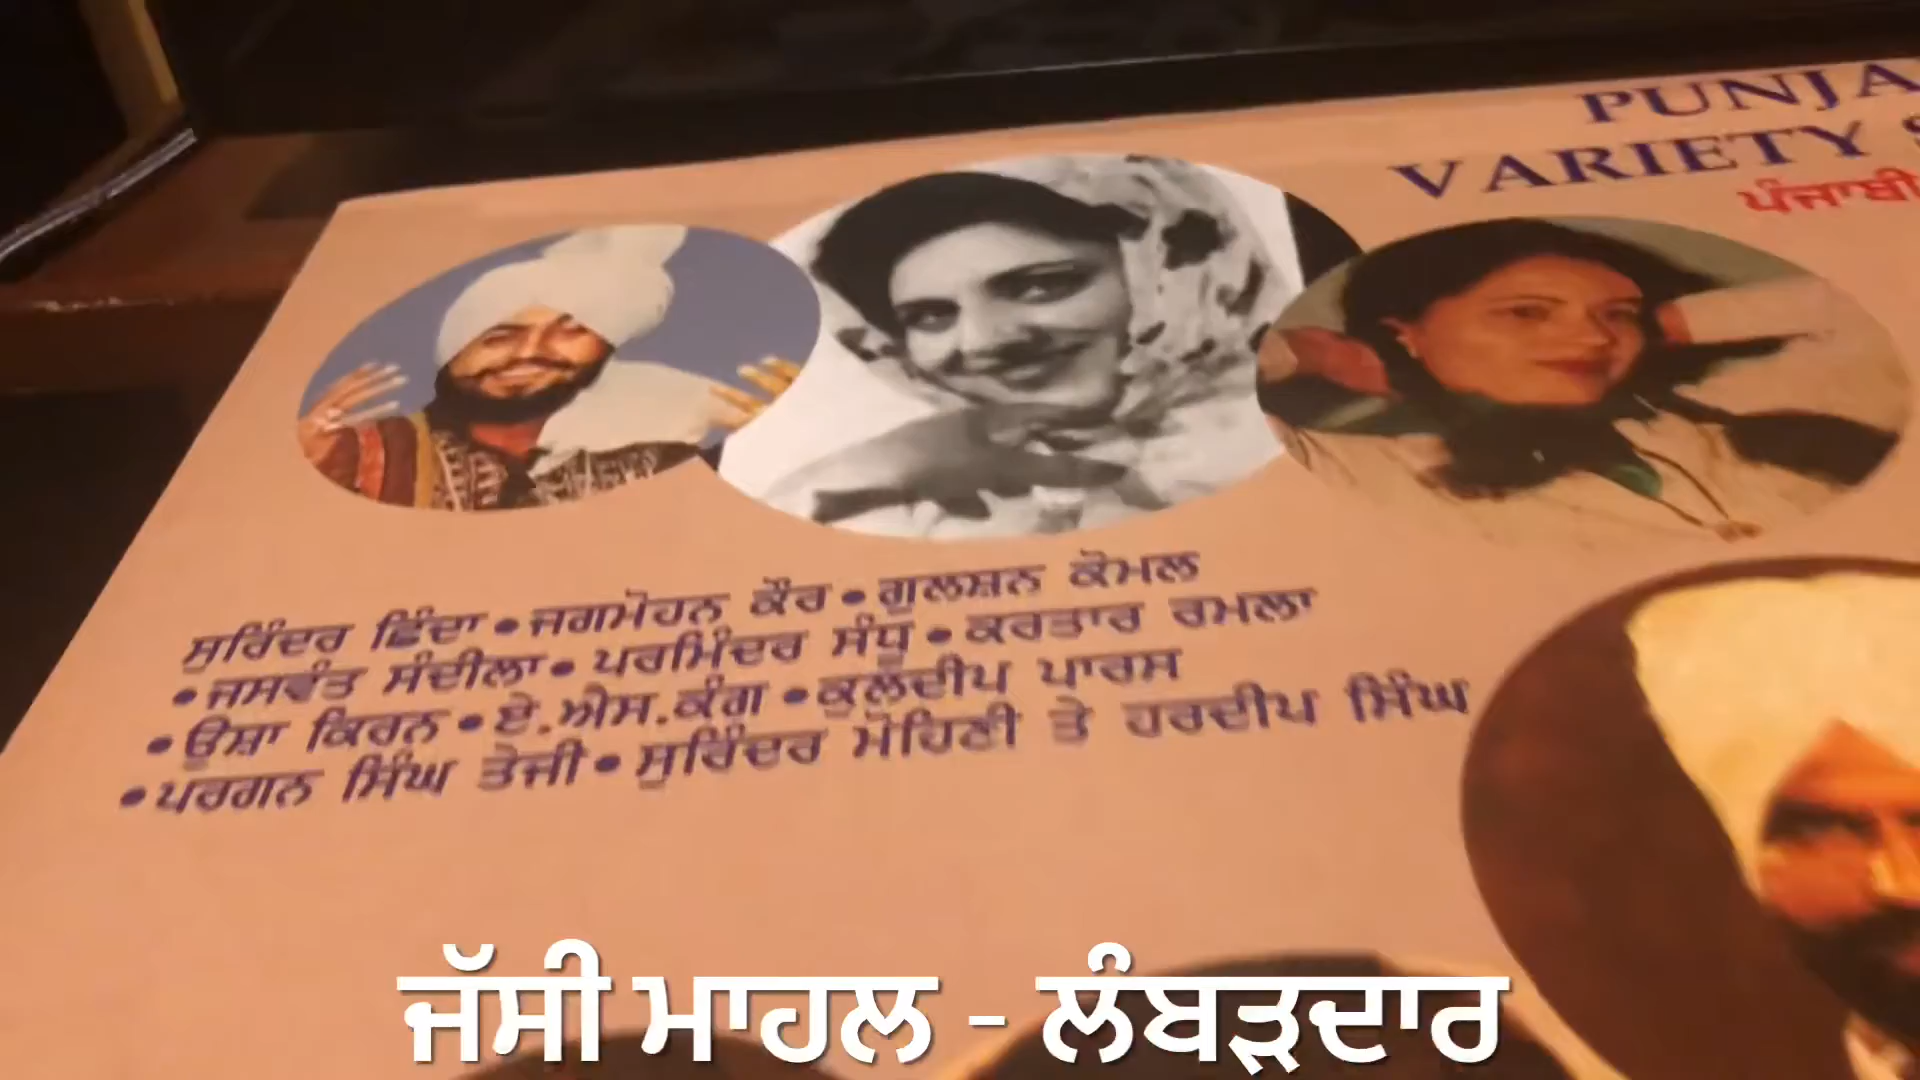 PUNJA
VARIETY S
ਪੰਜਾਬੀ
ਸੁਰਿੰਦਰ ਛਿੰਦਾ • ਜਗਮੋਹਨ ਕੌਰ • ਗੁਲਸ਼ਨ ਕੋਮਲ
• ਜਸਵੰਤ ਸੰਦੀਲਾ • ਪਰਮਿੰਦਰ ਸੰਧੂ • ਕਰਤਾਰ ਰਮਲਾ
• ਊਸ਼ਾ ਕਿਰਨ • ਏ.ਐਸ.ਕੰਗ • ਕੁਲਦੀਪ ਪਾਰਸ
• ਪਰਗਨ ਸਿੰਘ ਤੇਜੀ • ਸੁਰਿੰਦਰ ਮੋਹਿਣੀ ਤੇ ਹਰਦੀਪ ਸਿੰਘ
ਜੱਸੀ ਮਾਹਲ - ਲੰਬੜਦਾਰ